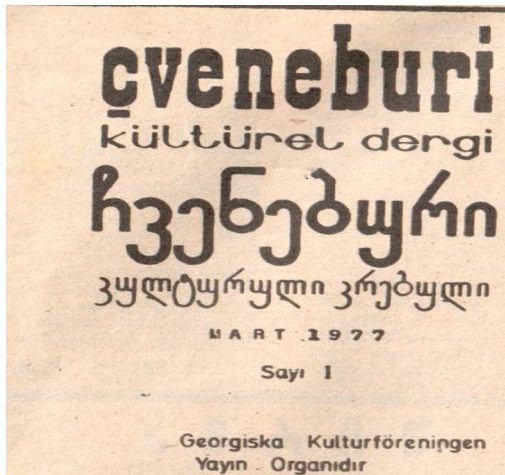 çveneburi
kültürel dergi
ჩვენებური
კულტურული კრებული
MART .1977
Sayı 1
Georgiska Kulturföreningen
Yayın Organıdır